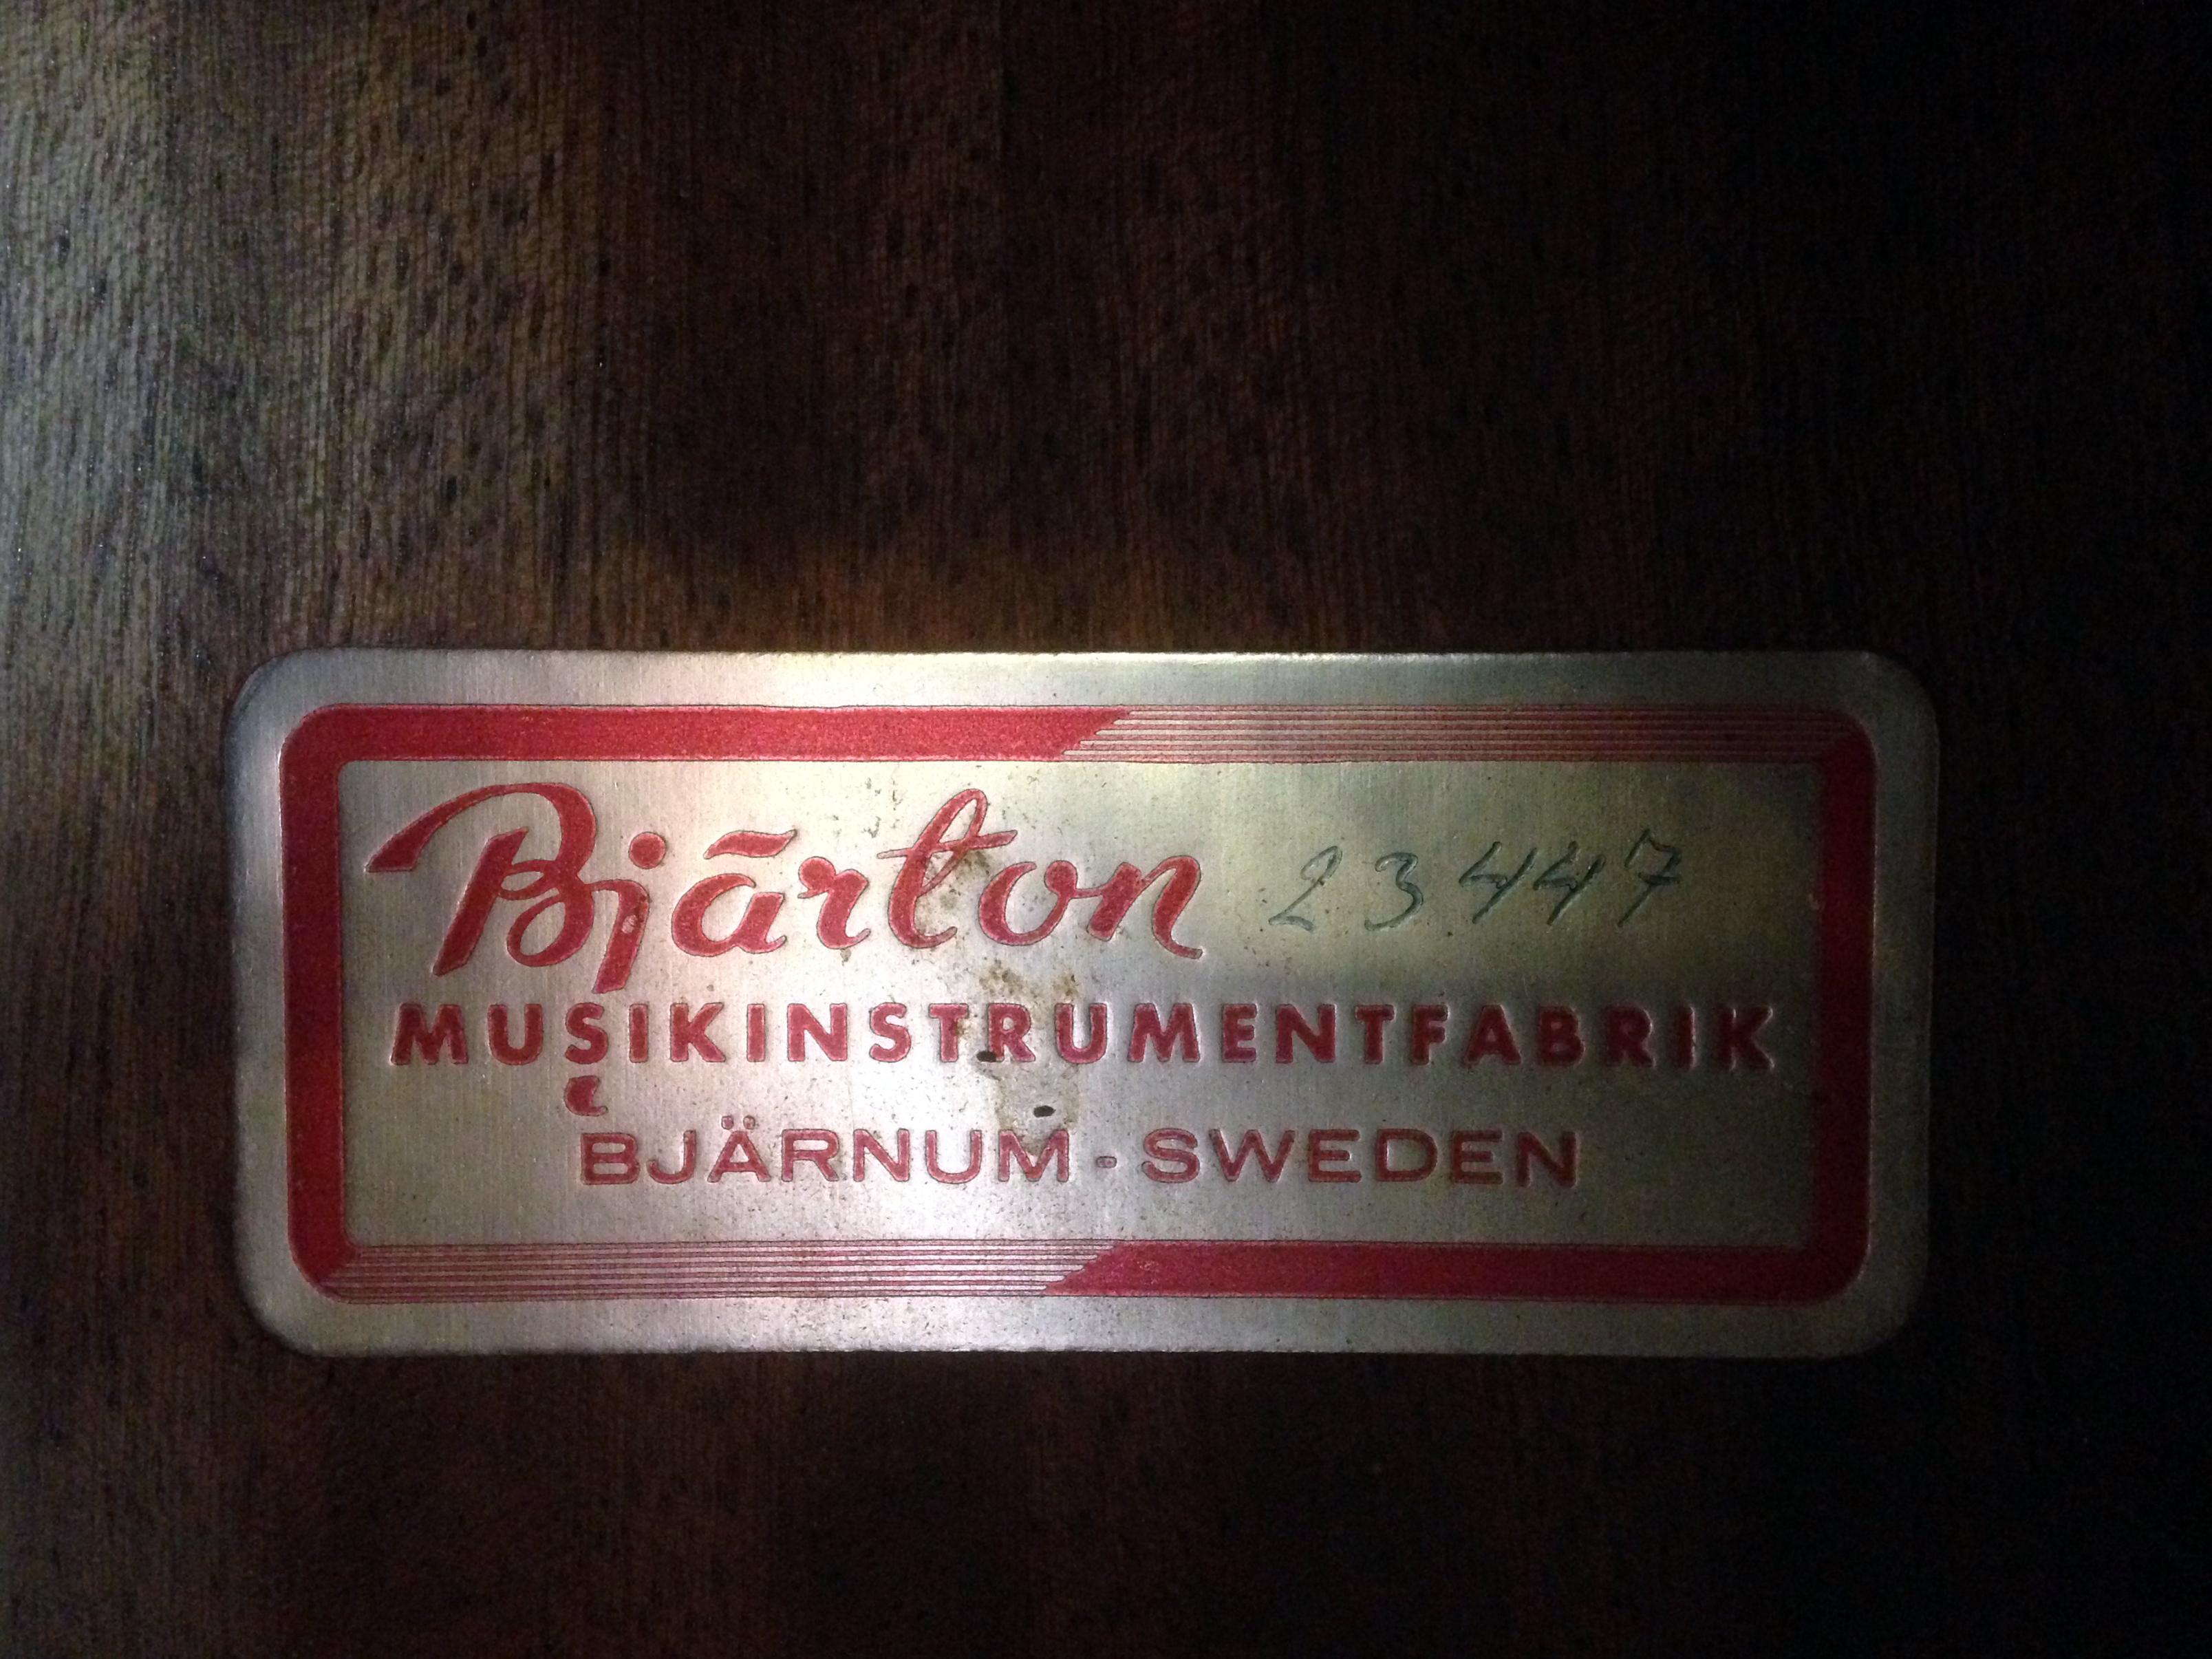 Bjärton 23447
MUSIKINSTRUMENTFABRIK
BJÄRNUM - SWEDEN